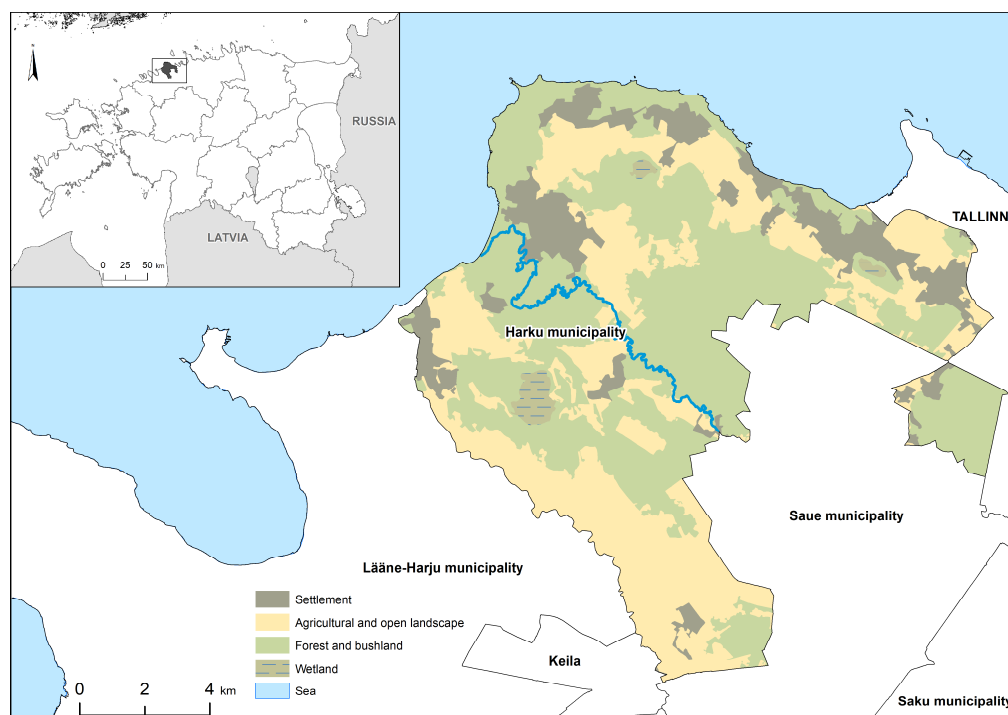 RUSSIA
LATVIA
0 25 50 km
TALLINN
Harku municipality
Saue municipality
Lääne-Harju municipality
Settlement
Agricultural and open landscape
Forest and bushland
Wetland
Sea
Keila
0 2 4 km
Saku municipality